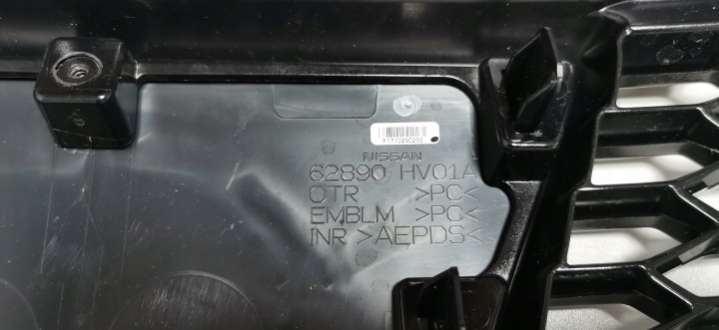 NISSAN
62890 HV01A
OTR >PC<
EMBLM >PC<
INR >AEPDS<